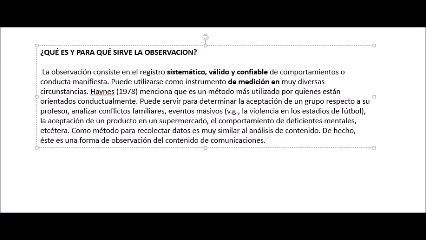 ¿QUÉ ES Y PARA QUÉ SIRVE LA OBSERVACION?
La observación consiste en el registro sistemático, válido y confiable de comportamientos o
conducta manifiesta. Puede utilizarse como instrumento de medición en muy diversas
circunstancias. Haynes (1978) menciona que es un método más utilizado por quienes están
orientados conductualmente. Puede servir para determinar la aceptación de un grupo respecto a su
profesor, analizar conflictos familiares, eventos masivos (v.g., la violencia en los estadios de fútbol),
la aceptación de un producto en un supermercado, el comportamiento de deficientes mentales,
etcétera. Como método para recolectar datos es muy similar al análisis de contenido. De hecho,
éste es una forma de observación del contenido de comunicaciones.